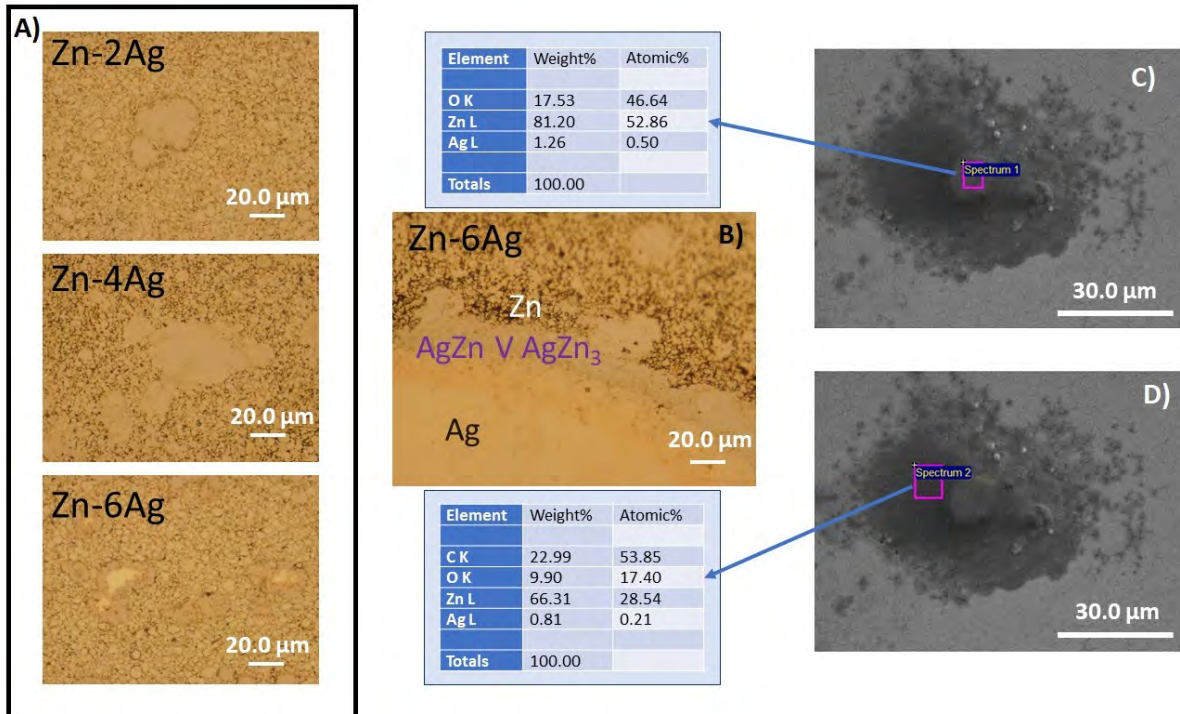 A)
Zn-2Ag
20.0 µm
Zn-4Ag
20.0 µm
Zn-6Ag
20.0 µm
Element Weight% Atomic%
O K 17.53 46.64
Zn L 81.20 52.86
Ag L 1.26 0.50
Totals 100.00
Zn-6Ag B)
Zn
AgZn V AgZn₃
Ag
20.0 µm
Element Weight% Atomic%
C K 22.99 53.85
O K 9.90 17.40
Zn L 66.31 28.54
Ag L 0.81 0.21
Totals 100.00
C)
Spectrum 1
30.0 µm
D)
Spectrum 2
30.0 µm